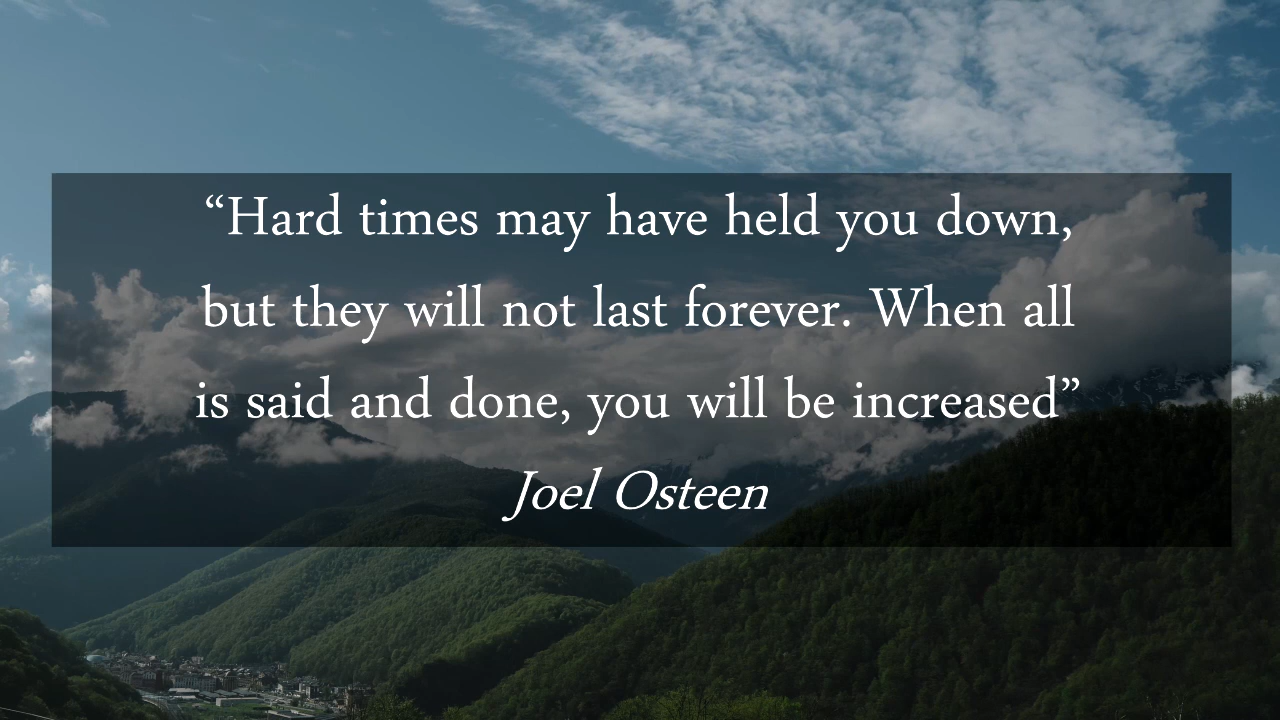 “Hard times may have held you down,
but they will not last forever. When all
is said and done, you will be increased”
Joel Osteen